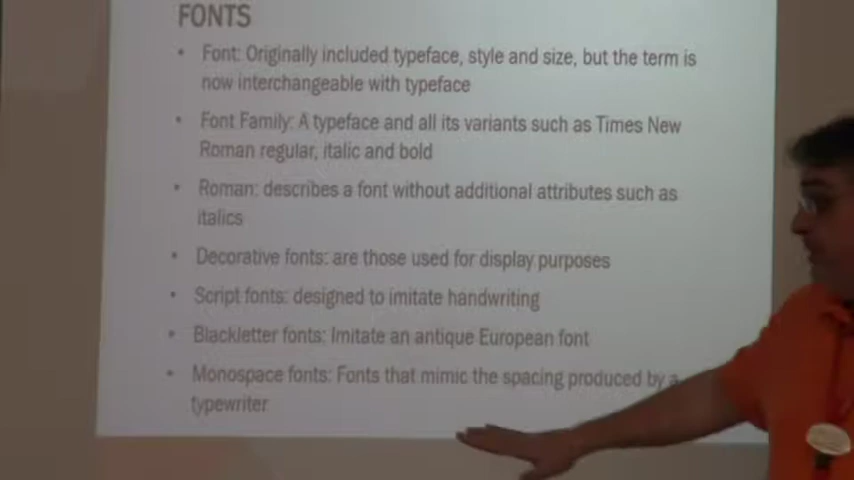 FONTS
• Font: Originally included typeface, style and size, but the term is
now interchangeable with typeface
• Font Family: A typeface and all its variants such as Times New
Roman regular, italic and bold
• Roman: describes a font without additional attributes such as
italics
• Decorative fonts: are those used for display purposes
• Script fonts: designed to imitate handwriting
• Blackletter fonts: Imitate an antique European font
• Monospace fonts: Fonts that mimic the spacing produced by a
typewriter